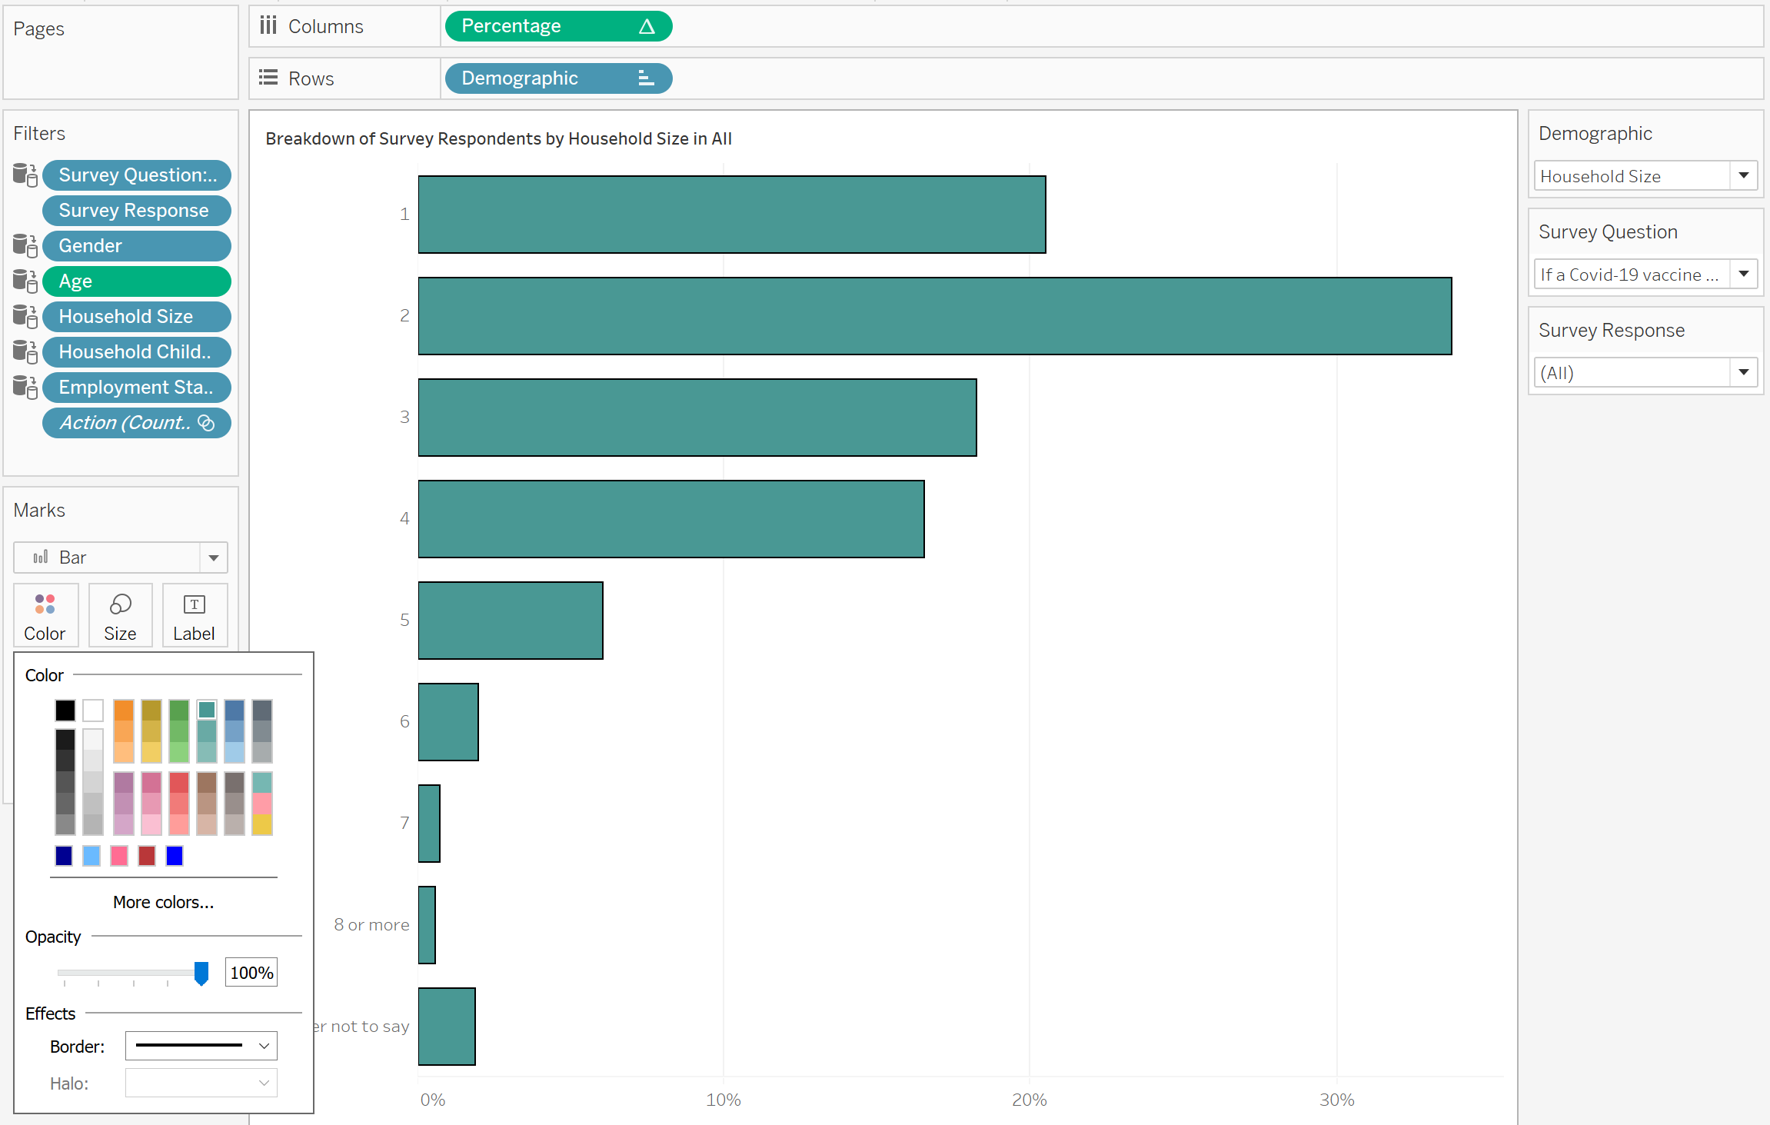 Pages
Columns
Percentage
Rows
Demographic
Filters
Survey Question:..
Survey Response
Gender
Age
Household Size
Household Child..
Employment Sta..
Action (Count..
Marks
Bar
Color
Size
Label
Color
More colors...
Opacity
100%
Effects
Border:
Halo:
Breakdown of Survey Respondents by Household Size in All
1
2
3
4
5
6
7
8 or more
er not to say
0%
10%
20%
30%
Demographic
Household Size
Survey Question
If a Covid-19 vaccine ...
Survey Response
(All)